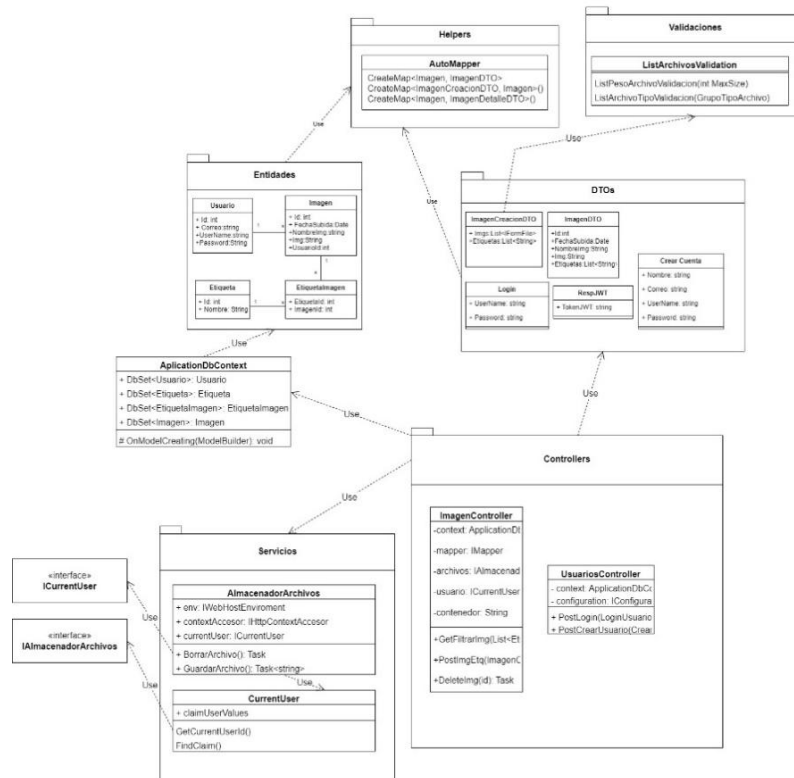 Helpers
AutoMapper
CreateMap<Imagen, ImagenDTO>
CreateMap<ImagenCreacionDTO, Imagen>()
CreateMap<Imagen, ImagenDetalleDTO>()
Validaciones
ListArchivosValidation
ListPesoArchivoValidacion(int MaxSize)
ListArchivoTipoValidacion(GrupoTipoArchivo)
Use
Use
Use
Entidades
Usuario
+ Id: int
+ Correo:string
+UserName:string
+Password:String
1
Imagen
+ Id: int
+ FechaSubida:Date
+NombreImg:string
+ Img:String
+UsuarioId:int
1
Etiqueta
+ Id: int
+ Nombre: String
1
EtiquetaImagen
+ EtiquetaId: int
+ ImagenId: int
DTOs
ImagenCreacionDTO
+ Imgs:List<IFormFile>
+Etiquetas:List<String>
ImagenDTO
+Id:int
+FechaSubida:Date
+NombreImg:string
+Img:String
+Etiquetas:List<String>
Crear Cuenta
+ Nombre: string
+ Correo: string
+ UserName: string
+ Password: string
Login
+ UserName: string
+ Password: string
RespJWT
+ TokenJWT: string
Use
AplicationDbContext
+ DbSet<Usuario>: Usuario
+ DbSet<Etiqueta>: Etiqueta
+ DbSet<EtiquetaImagen>: EtiquetaImagen
+ DbSet<Imagen>: Imagen
# OnModelCreating(ModelBuilder): void
Use
Use
Use
Controllers
ImagenController
-context: ApplicationDb
-mapper: IMapper
-archivos: IAlmacenad
-usuario: ICurrentUser
-contenedor: String
+GetFiltrarImg(List<Et
+PostImgEtq(ImagenC
+DeleteImg(id): Task
UsuariosController
- context: ApplicationDbCo
- configuration: IConfigura
+ PostLogin(LoginUsuario
+ PostCrearUsuario(Crear
Servicios
AlmacenadorArchivos
+ env: IWebHostEnviroment
+ contextAccesor: IHttpContextAccesor
+ currentUser: ICurrentUser
+ BorrarArchivo(): Task
+ GuardarArchivo(): Task<string>
CurrentUser
+ claimUserValues
GetCurrentUserId()
FindClaim()
«interface»
ICurrentUser
«interface»
IAlmacenadorArchivos
Use
Use